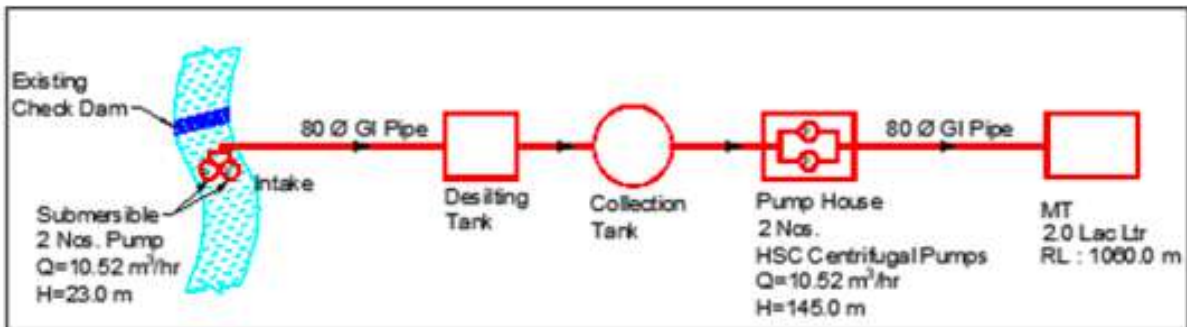 Existing
Check Dam
80 Ø GI Pipe
Intake
Submersible
2 Nos. Pump
Q=10.52 m³/hr
H=23.0 m
Desilting
Tank
Collection
Tank
Pump House
2 Nos.
HSC Centrifugal Pumps
Q=10.52 m³/hr
H=145.0 m
80 Ø GI Pipe
MT
2.0 Lac Ltr
RL : 1060.0 m